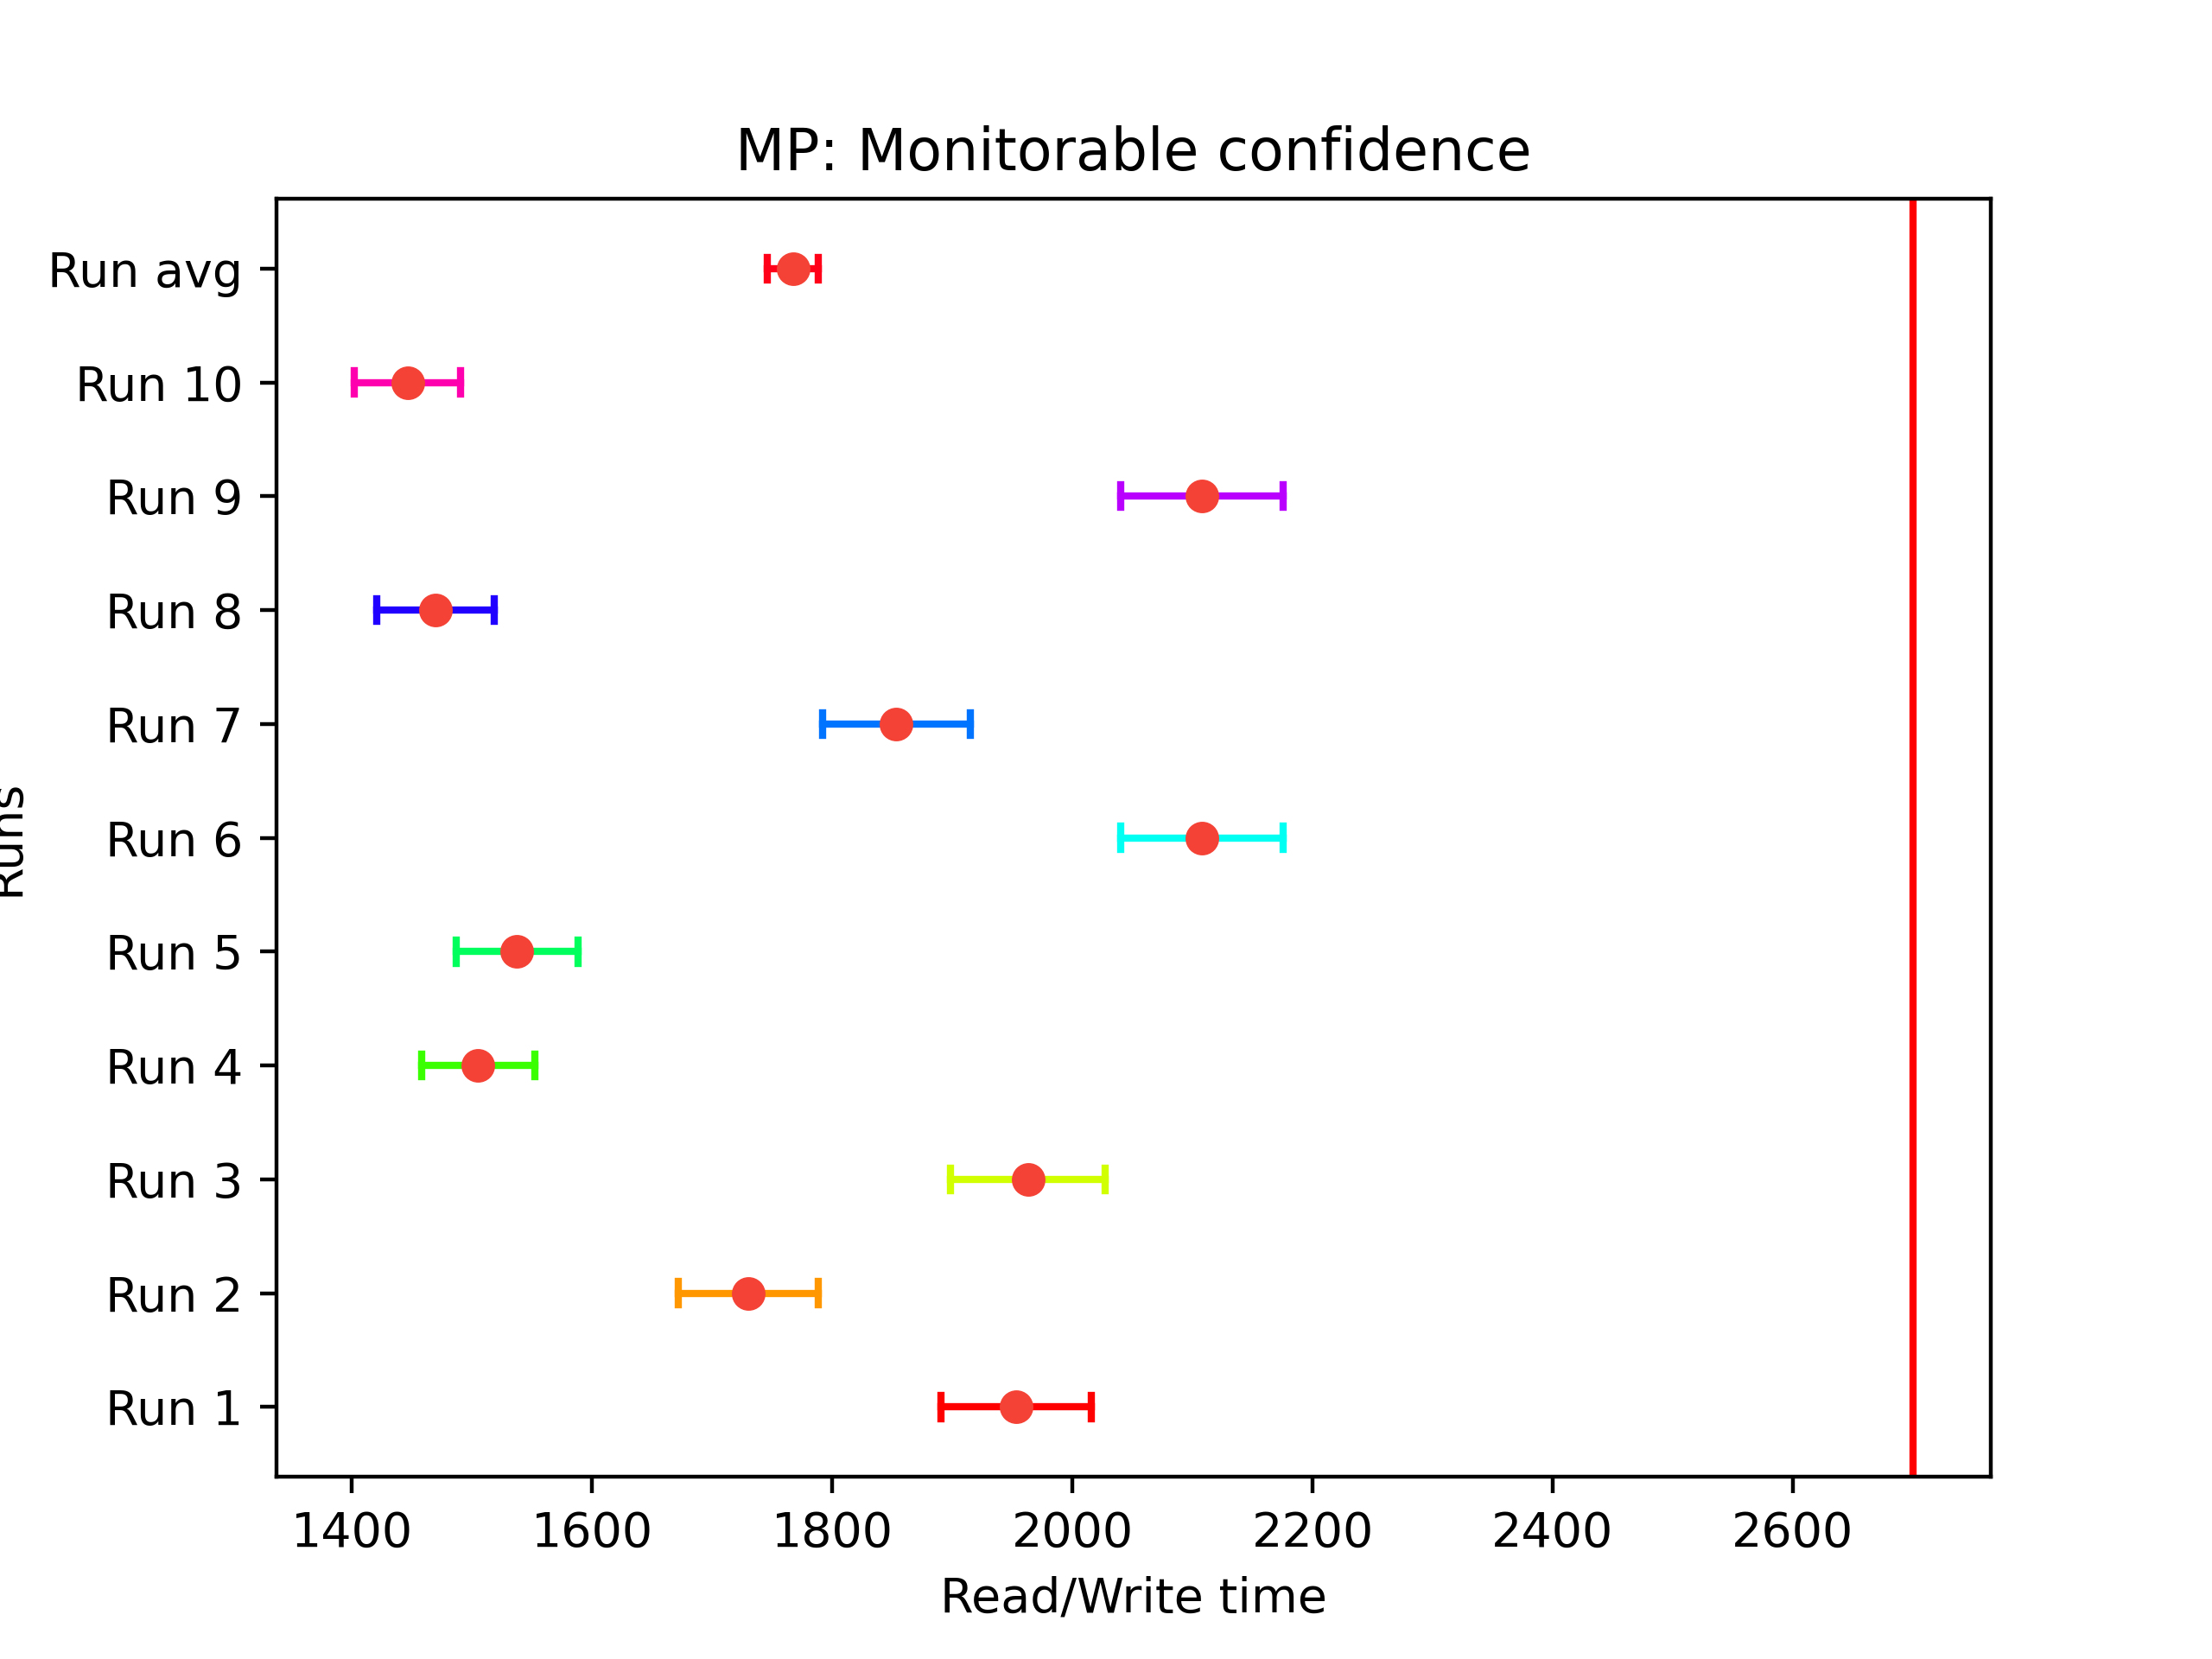 MP: Monitorable confidence
Run avg
Run 10
Run 9
Run 8
Run 7
Run 6
Run 5
Run 4
Run 3
Run 2
Run 1
Runs
1400 1600 1800 2000 2200 2400 2600
Read/Write time